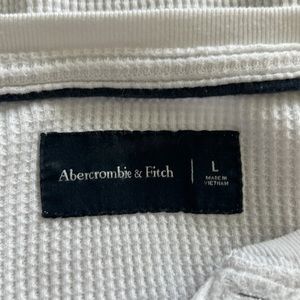 Abercrombie & Fitch
L
MADE IN
VIETNAM